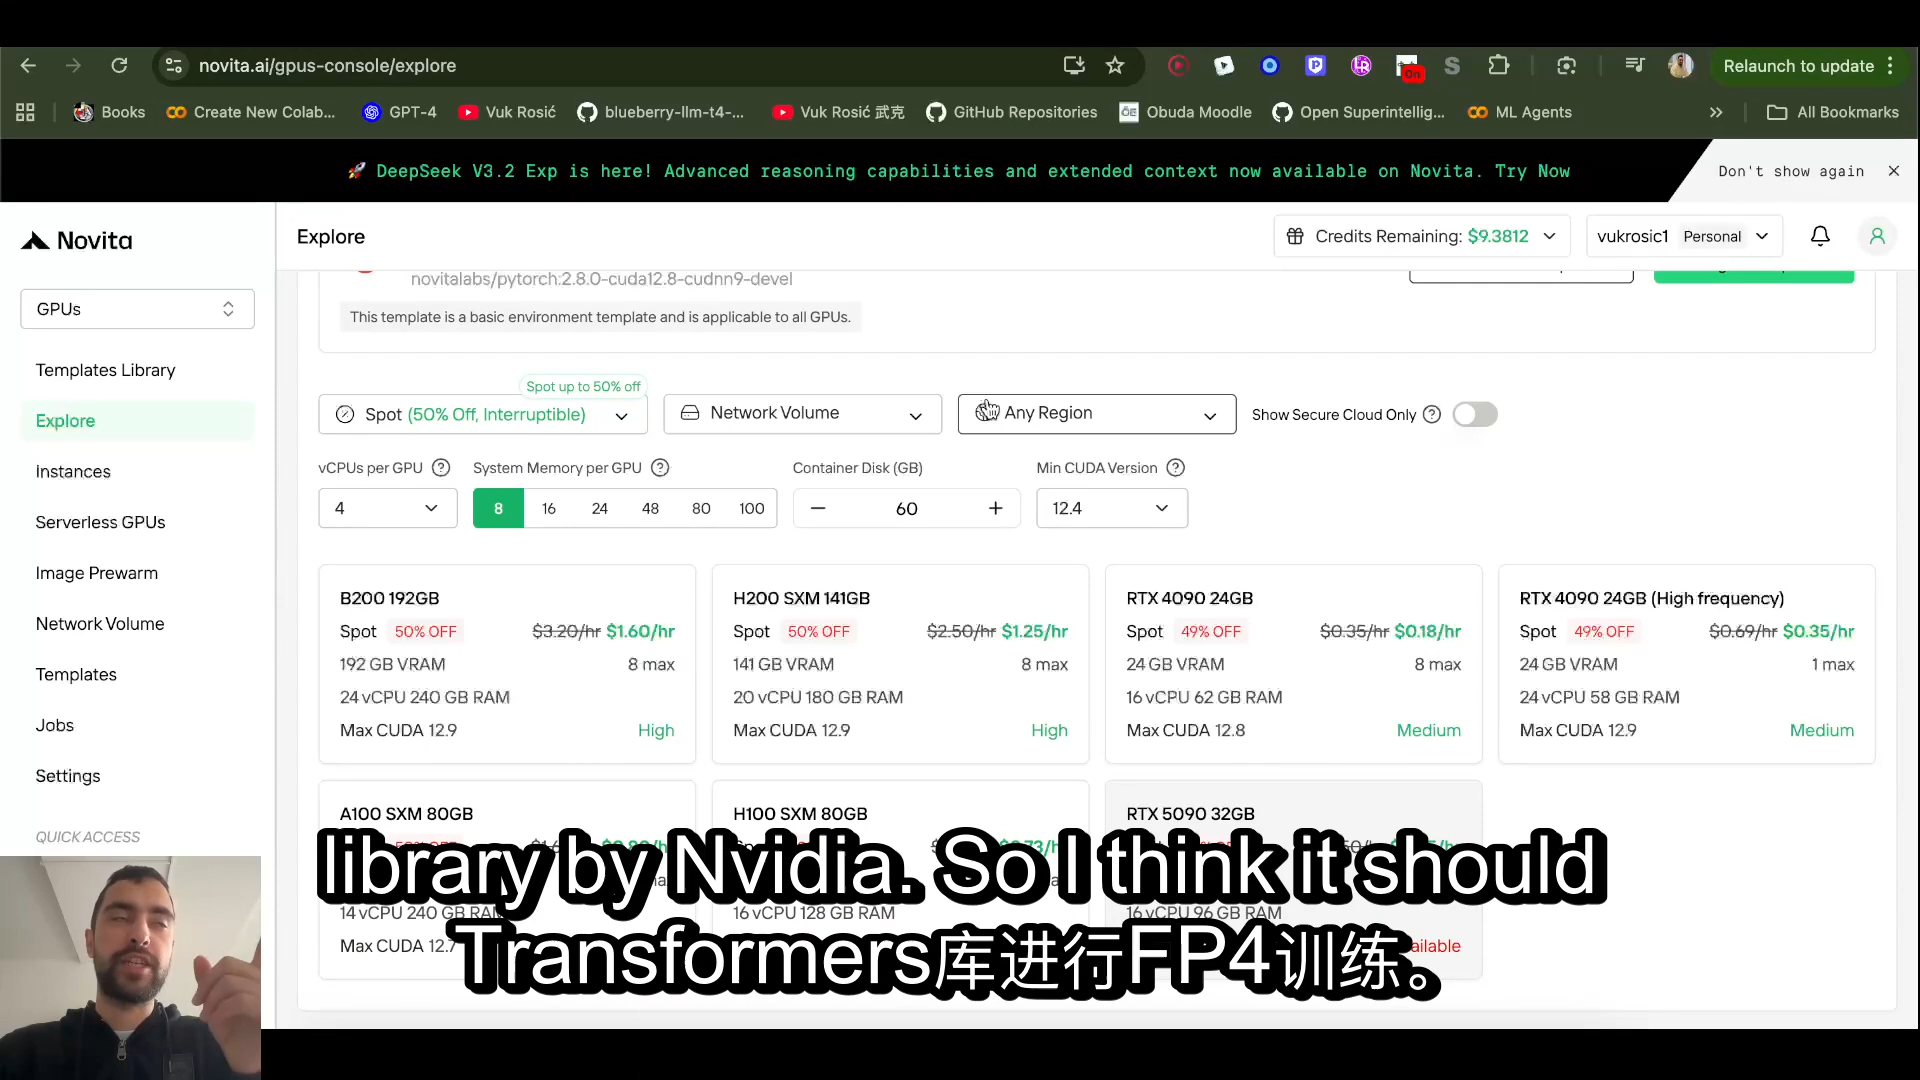 novita.ai/gpus-console/explore
On
Relaunch to update
Books
Create New Colab...
GPT-4
Vuk Rosić
blueberry-llm-t4-...
Vuk Rosić 武克
GitHub Repositories
Obuda Moodle
Open Superintellig...
ML Agents
All Bookmarks
DeepSeek V3.2 Exp is here! Advanced reasoning capabilities and extended context now available on Novita. Try Now
Don't show again
Novita
Explore
Credits Remaining: $9.3812
vukrosic1 Personal
GPUs
Templates Library
Explore
Instances
Serverless GPUs
Image Prewarm
Network Volume
Templates
Jobs
Settings
QUICK ACCESS
novitalabs/pytorch:2.8.0-cuda12.8-cudnn9-devel
This template is a basic environment template and is applicable to all GPUs.
Spot up to 50% off
Spot (50% Off, Interruptible)
Network Volume
Any Region
Show Secure Cloud Only
vCPUs per GPU
System Memory per GPU
Container Disk (GB)
Min CUDA Version
4
8 16 24 48 80 100
60
12.4
B200 192GB
Spot 50% OFF $3.20/hr $1.60/hr
192 GB VRAM 8 max
24 vCPU 240 GB RAM
Max CUDA 12.9 High
H200 SXM 141GB
Spot 50% OFF $2.50/hr $1.25/hr
141 GB VRAM 8 max
20 vCPU 180 GB RAM
Max CUDA 12.9 High
RTX 4090 24GB
Spot 49% OFF $0.35/hr $0.18/hr
24 GB VRAM 8 max
16 vCPU 62 GB RAM
Max CUDA 12.8 Medium
RTX 4090 24GB (High frequency)
Spot 49% OFF $0.69/hr $0.35/hr
24 GB VRAM 1 max
24 vCPU 58 GB RAM
Max CUDA 12.9 Medium
A100 SXM 80GB
14 vCPU 240 GB RAM
Max CUDA 12.7
H100 SXM 80GB
16 vCPU 128 GB RAM
RTX 5090 32GB
16 vCPU 96 GB RAM
library by Nvidia. So I think it should
Transformers库进行FP4训练。